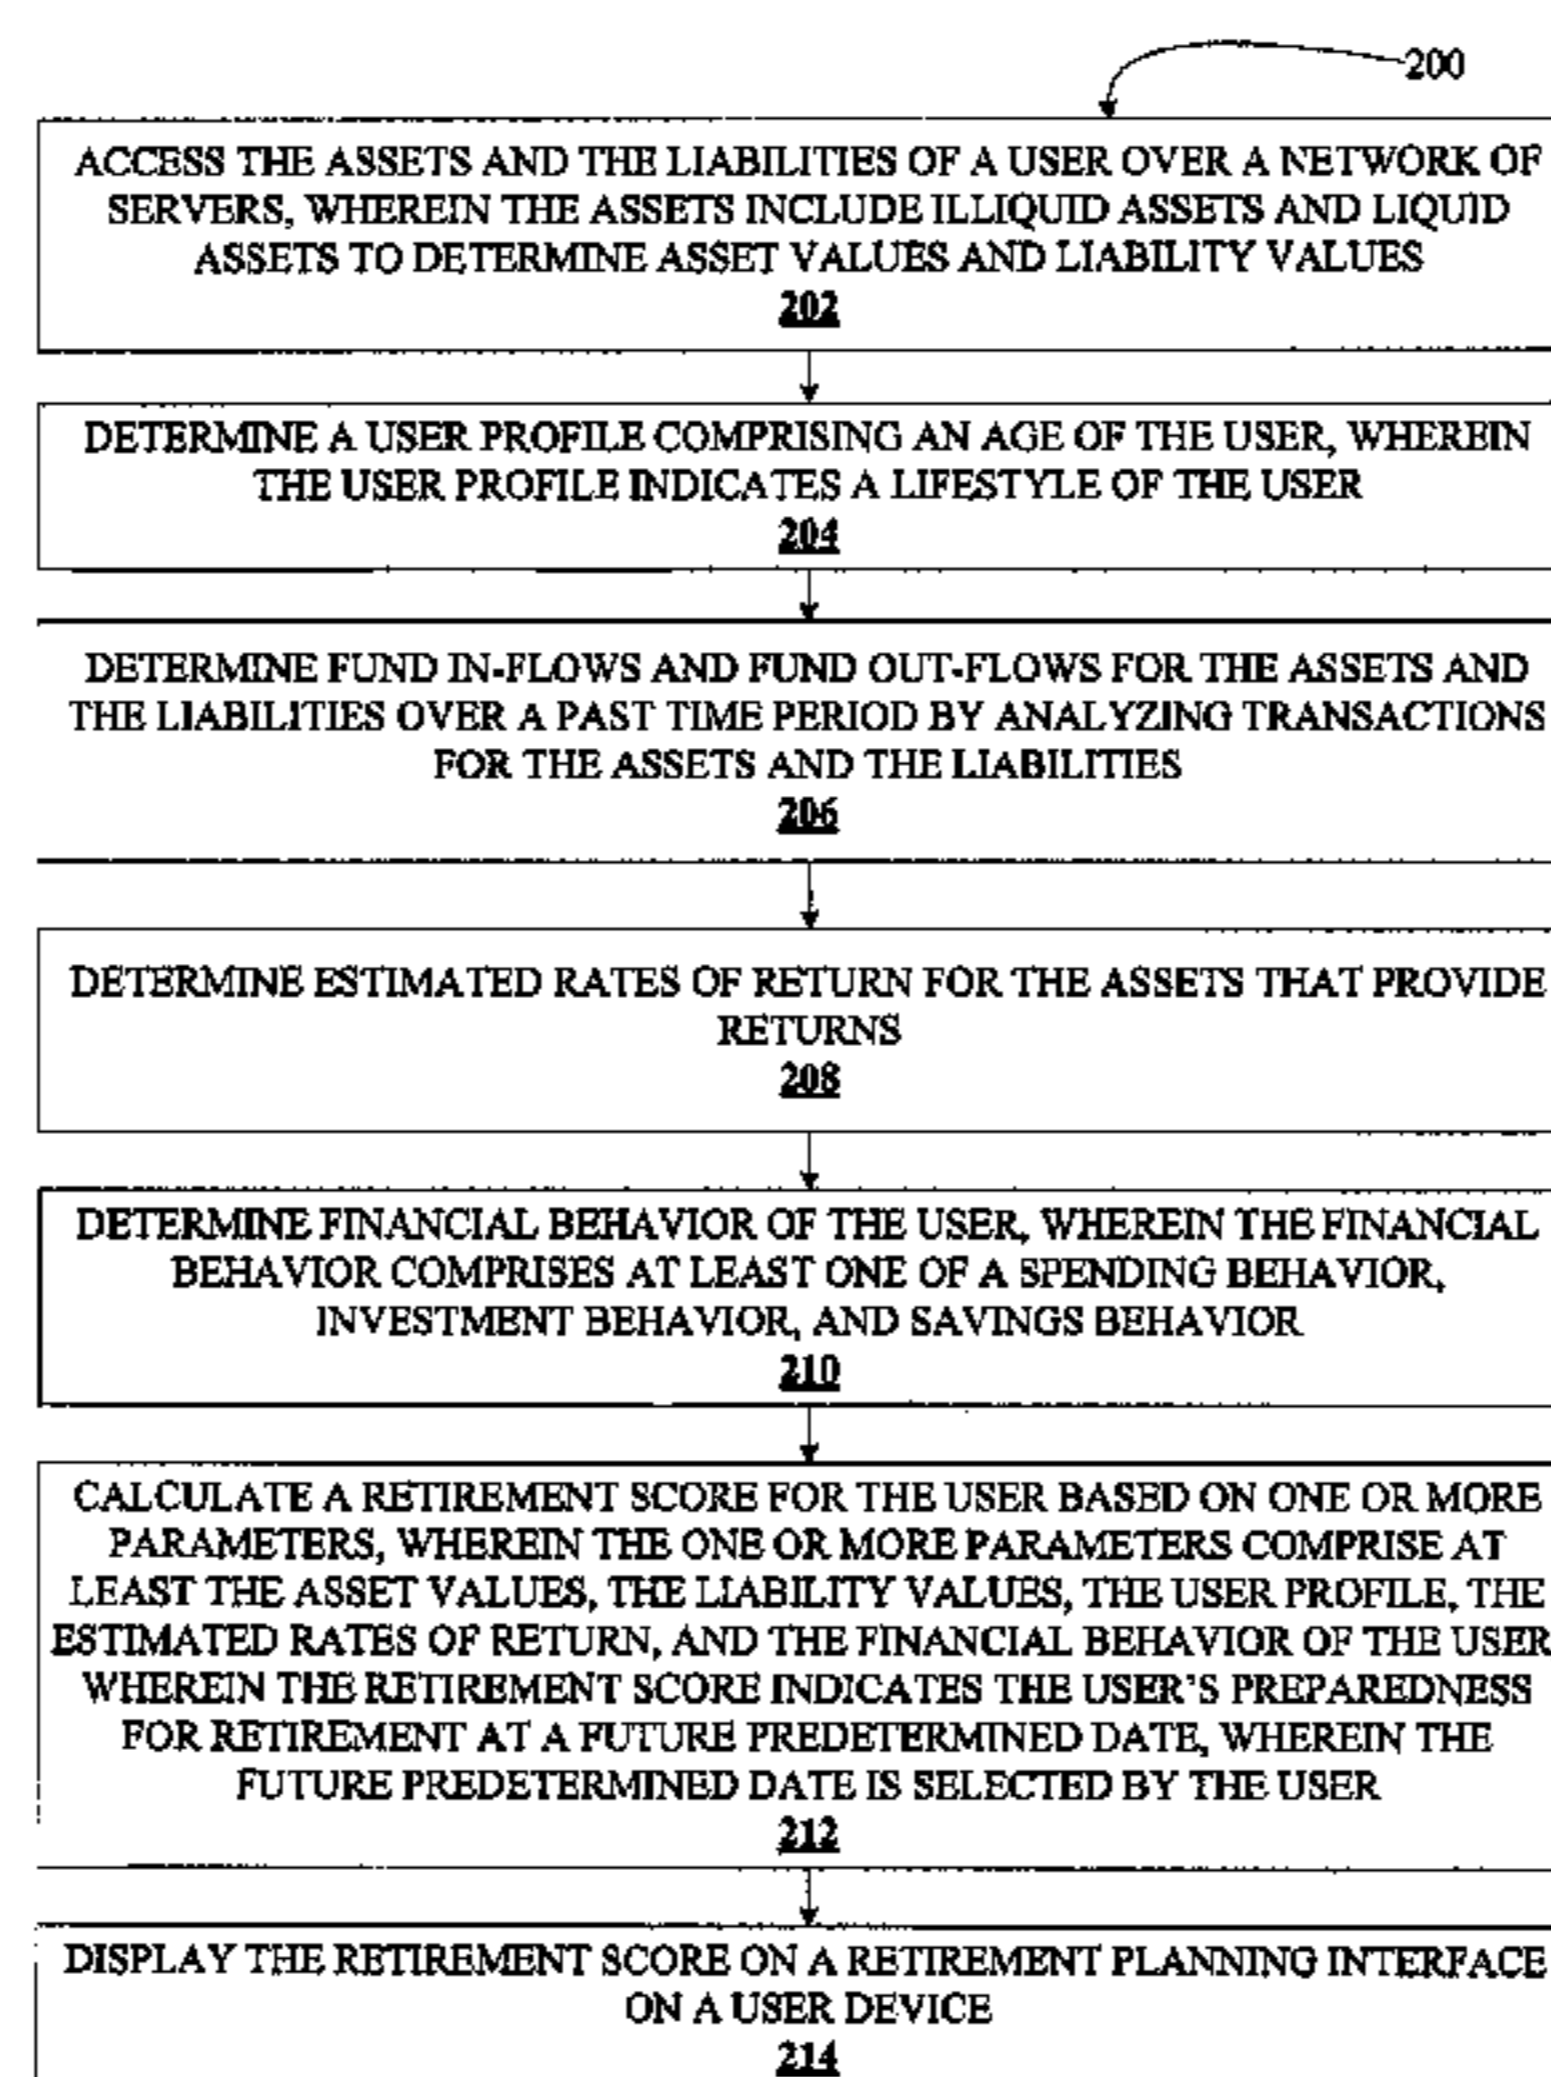 200
ACCESS THE ASSETS AND THE LIABILITIES OF A USER OVER A NETWORK OF
SERVERS, WHEREIN THE ASSETS INCLUDE ILLIQUID ASSETS AND LIQUID
ASSETS TO DETERMINE ASSET VALUES AND LIABILITY VALUES
202
DETERMINE A USER PROFILE COMPRISING AN AGE OF THE USER, WHEREIN
THE USER PROFILE INDICATES A LIFESTYLE OF THE USER
204
DETERMINE FUND IN-FLOWS AND FUND OUT-FLOWS FOR THE ASSETS AND
THE LIABILITIES OVER A PAST TIME PERIOD BY ANALYZING TRANSACTIONS
FOR THE ASSETS AND THE LIABILITIES
206
DETERMINE ESTIMATED RATES OF RETURN FOR THE ASSETS THAT PROVIDE
RETURNS
208
DETERMINE FINANCIAL BEHAVIOR OF THE USER, WHEREIN THE FINANCIAL
BEHAVIOR COMPRISES AT LEAST ONE OF A SPENDING BEHAVIOR,
INVESTMENT BEHAVIOR, AND SAVINGS BEHAVIOR
210
CALCULATE A RETIREMENT SCORE FOR THE USER BASED ON ONE OR MORE
PARAMETERS, WHEREIN THE ONE OR MORE PARAMETERS COMPRISE AT
LEAST THE ASSET VALUES, THE LIABILITY VALUES, THE USER PROFILE, THE
ESTIMATED RATES OF RETURN, AND THE FINANCIAL BEHAVIOR OF THE USER
WHEREIN THE RETIREMENT SCORE INDICATES THE USER'S PREPAREDNESS
FOR RETIREMENT AT A FUTURE PREDETERMINED DATE, WHEREIN THE
FUTURE PREDETERMINED DATE IS SELECTED BY THE USER
212
DISPLAY THE RETIREMENT SCORE ON A RETIREMENT PLANNING INTERFACE
ON A USER DEVICE
214